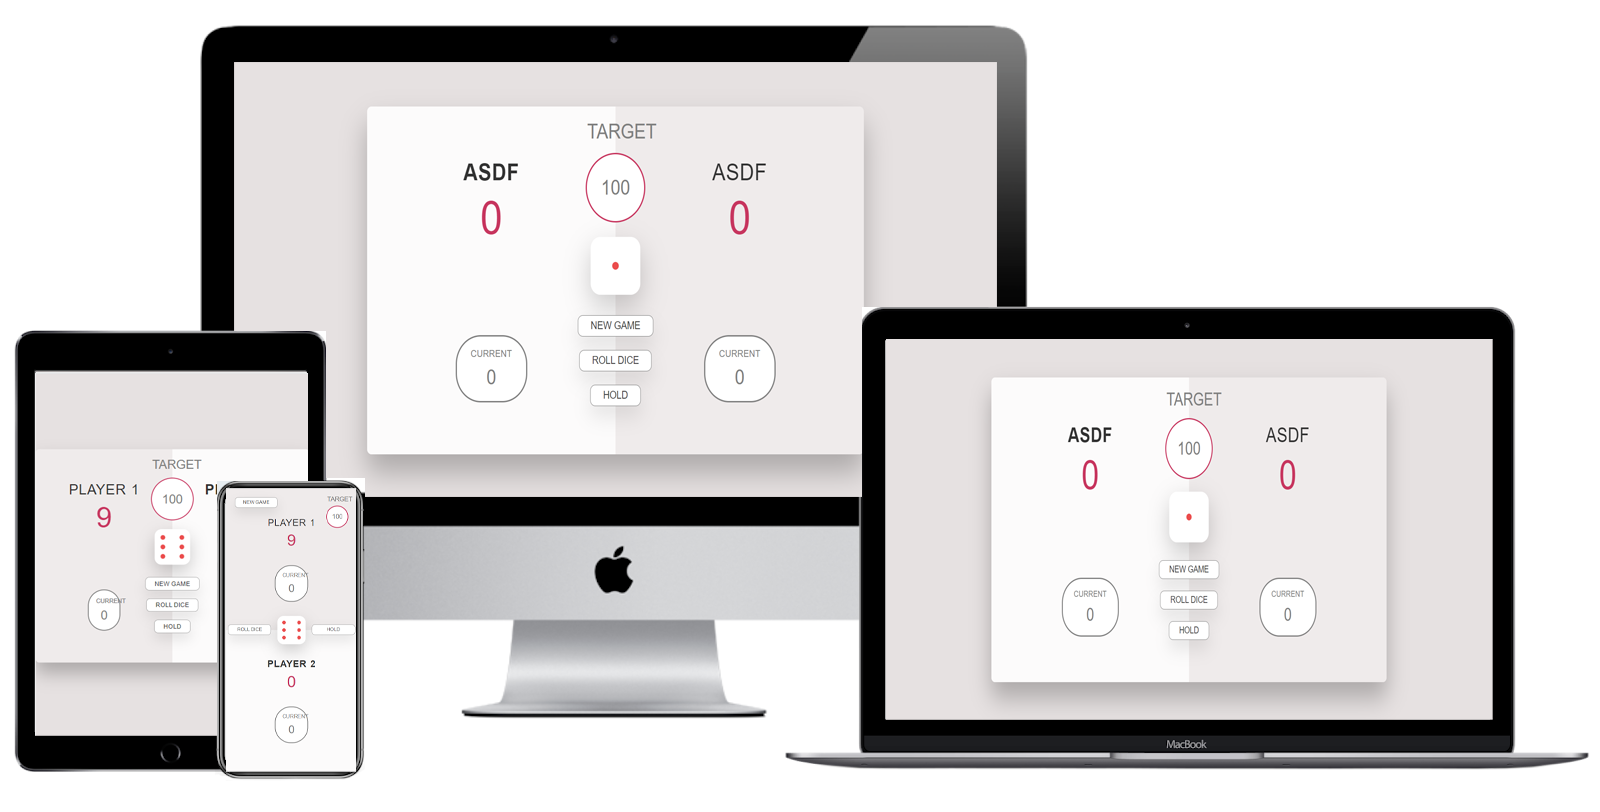 TARGET
ASDF
100
ASDF
0
0
NEW GAME
ROLL DICE
HOLD
CURRENT
0
CURRENT
0
TARGET
PLAYER 1
100
PL
9
NEW GAME
ROLL DICE
HOLD
CURRENT
0
NEW GAME
TARGET
100
PLAYER 1
9
CURRENT
0
ROLL DICE
HOLD
PLAYER 2
0
CURRENT
0
TARGET
ASDF
100
ASDF
0
0
NEW GAME
ROLL DICE
HOLD
CURRENT
0
CURRENT
0
MacBook